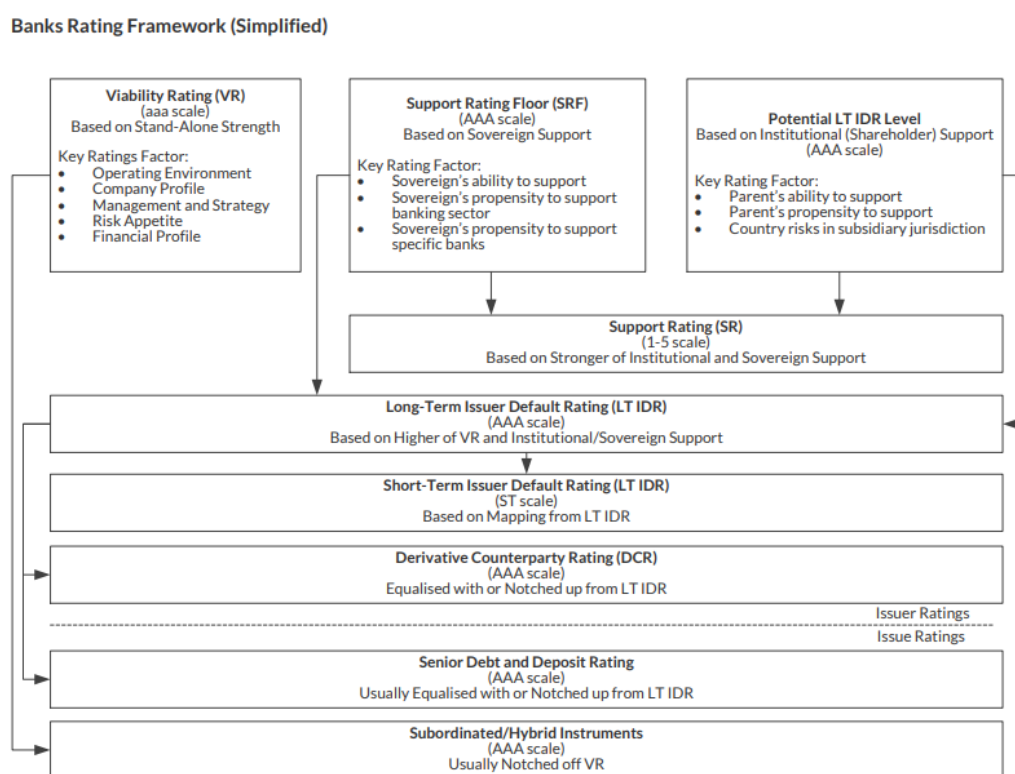 Banks Rating Framework (Simplified)
Viability Rating (VR)
(aaa scale)
Based on Stand-Alone Strength
Key Ratings Factor:
• Operating Environment
• Company Profile
• Management and Strategy
• Risk Appetite
• Financial Profile
Support Rating Floor (SRF)
(AAA scale)
Based on Sovereign Support
Key Rating Factor:
• Sovereign's ability to support
• Sovereign's propensity to support
banking sector
• Sovereign's propensity to support
specific banks
Potential LT IDR Level
Based on Institutional (Shareholder) Support
(AAA scale)
Key Rating Factor:
• Parent's ability to support
• Parent's propensity to support
• Country risks in subsidiary jurisdiction
Support Rating (SR)
(1-5 scale)
Based on Stronger of Institutional and Sovereign Support
Long-Term Issuer Default Rating (LT IDR)
(AAA scale)
Based on Higher of VR and Institutional/Sovereign Support
Short-Term Issuer Default Rating (LT IDR)
(ST scale)
Based on Mapping from LT IDR
Derivative Counterparty Rating (DCR)
(AAA scale)
Equalised with or Notched up from LT IDR
Issuer Ratings
Issue Ratings
Senior Debt and Deposit Rating
(AAA scale)
Usually Equalised with or Notched up from LT IDR
Subordinated/Hybrid Instruments
(AAA scale)
Usually Notched off VR